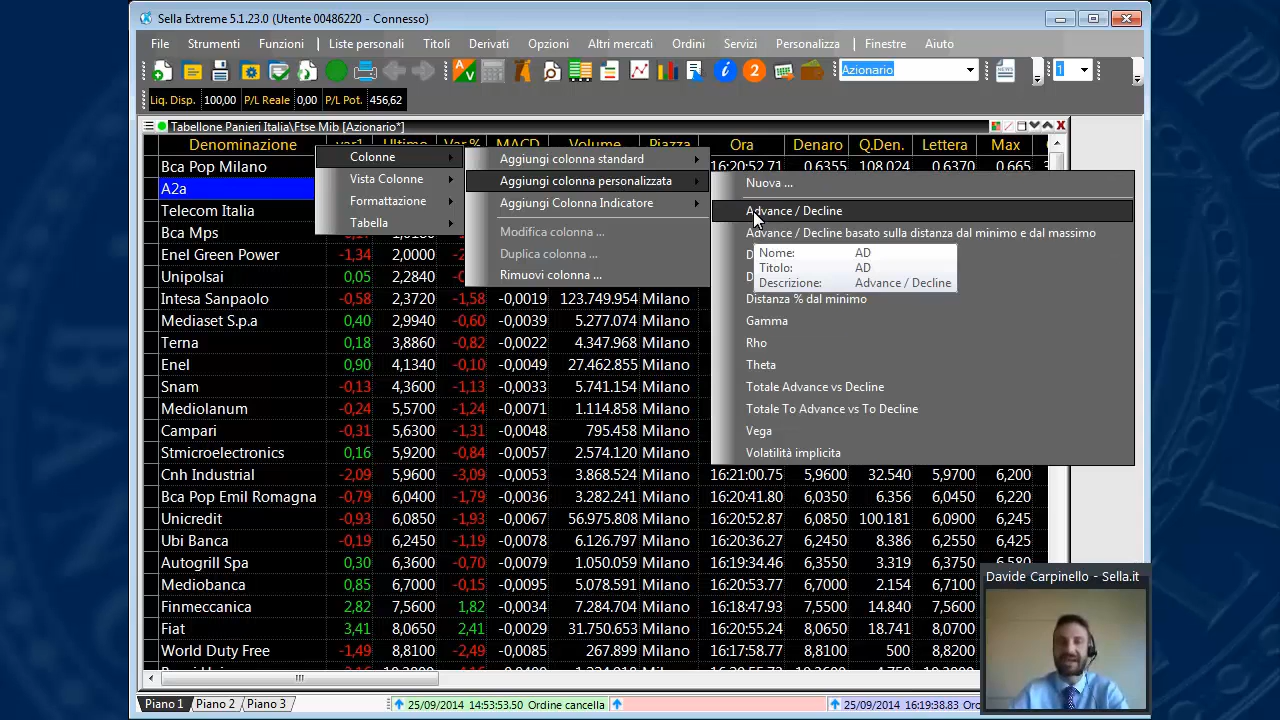 Sella Extreme 5.1.23.0 (Utente 00486220 - Connesso)
File Strumenti Funzioni Liste personali Titoli Derivati Opzioni Altri mercati Ordini Servizi Personalizza Finestre Aiuto
Azionario 1
Liq. Disp. 100,00 P/L Reale 0,00 P/L Pot. 456,62
Tabellone Panieri Italia\Ftse Mib [Azionario*]
Denominazione var1 Ultimo Var.% MACD Volume Piazza Ora Denaro Q.Den. Lettera Max
Colonne
Vista Colonne
Formattazione
Tabella
Aggiungi colonna standard
Aggiungi colonna personalizzata
Aggiungi Colonna Indicatore
Modifica colonna ...
Duplica colonna ...
Rimuovi colonna ...
Nuova ...
Advance / Decline
Advance / Decline basato sulla distanza dal minimo e dal massimo
Nome: AD
Titolo: AD
Descrizione: Advance / Decline
Distanza % dal minimo
Gamma
Rho
Theta
Totale Advance vs Decline
Totale To Advance vs To Decline
Vega
Volatilità implicita
Bca Pop Milano 16:20:52.71 0,6355 108.024 0,6370 0,665
A2a
Telecom Italia
Bca Mps
Enel Green Power -1,34 2,0000
Unipolsai 0,05 2,2840
Intesa Sanpaolo -0,58 2,3720 -1,58 -0,0019 123.749.954 Milano
Mediaset S.p.a 0,40 2,9940 -0,60 -0,0039 5.277.074 Milano
Terna 0,18 3,8860 -0,82 -0,0022 4.347.968 Milano
Enel 0,90 4,1340 -0,10 -0,0049 27.462.855 Milano
Snam -0,13 4,3600 -1,13 -0,0033 5.741.154 Milano
Mediolanum -0,24 5,5700 -1,24 -0,0071 1.114.858 Milano
Campari -0,31 5,6300 -1,31 -0,0048 795.458 Milano
Stmicroelectronics 0,16 5,9200 -0,84 -0,0057 2.574.120 Milano
Cnh Industrial -2,09 5,9600 -3,09 -0,0053 3.868.524 Milano 16:21:00.75 5,9600 32.540 5,9700 6,200
Bca Pop Emil Romagna -0,79 6,0400 -1,79 -0,0036 3.282.241 Milano 16:20:41.80 6,0350 6.356 6,0450 6,220
Unicredit -0,93 6,0850 -1,93 -0,0067 56.975.808 Milano 16:20:52.87 6,0850 100.181 6,0900 6,245
Ubi Banca -0,19 6,2450 -1,19 -0,0078 6.126.797 Milano 16:20:36.27 6,2450 8.386 6,2550 6,425
Autogrill Spa 0,30 6,3600 -0,70 -0,0059 1.050.059 Milano 16:19:34.46 6,3550 3.319 6,3750 6,580
Mediobanca 0,85 6,7000 -0,15 -0,0059 5.078.591 Milano 16:20:53.77 6,7000 2.154 6,7100
Finmeccanica 2,82 7,5600 1,82 -0,0034 7.284.704 Milano 16:18:47.93 7,5500 14.840 7,5600
Fiat 3,41 8,0650 2,41 -0,0029 31.750.653 Milano 16:20:55.24 8,0650 18.741 8,0700
World Duty Free -1,49 8,8100 -2,49 -0,0085 267.899 Milano 16:17:58.77 8,8100 500 8,8200
Davide Carpinello - Sella.it
Piano 1 Piano 2 Piano 3 25/09/2014 14:53:53.50 Ordine cancella 25/09/2014 16:19:38.83